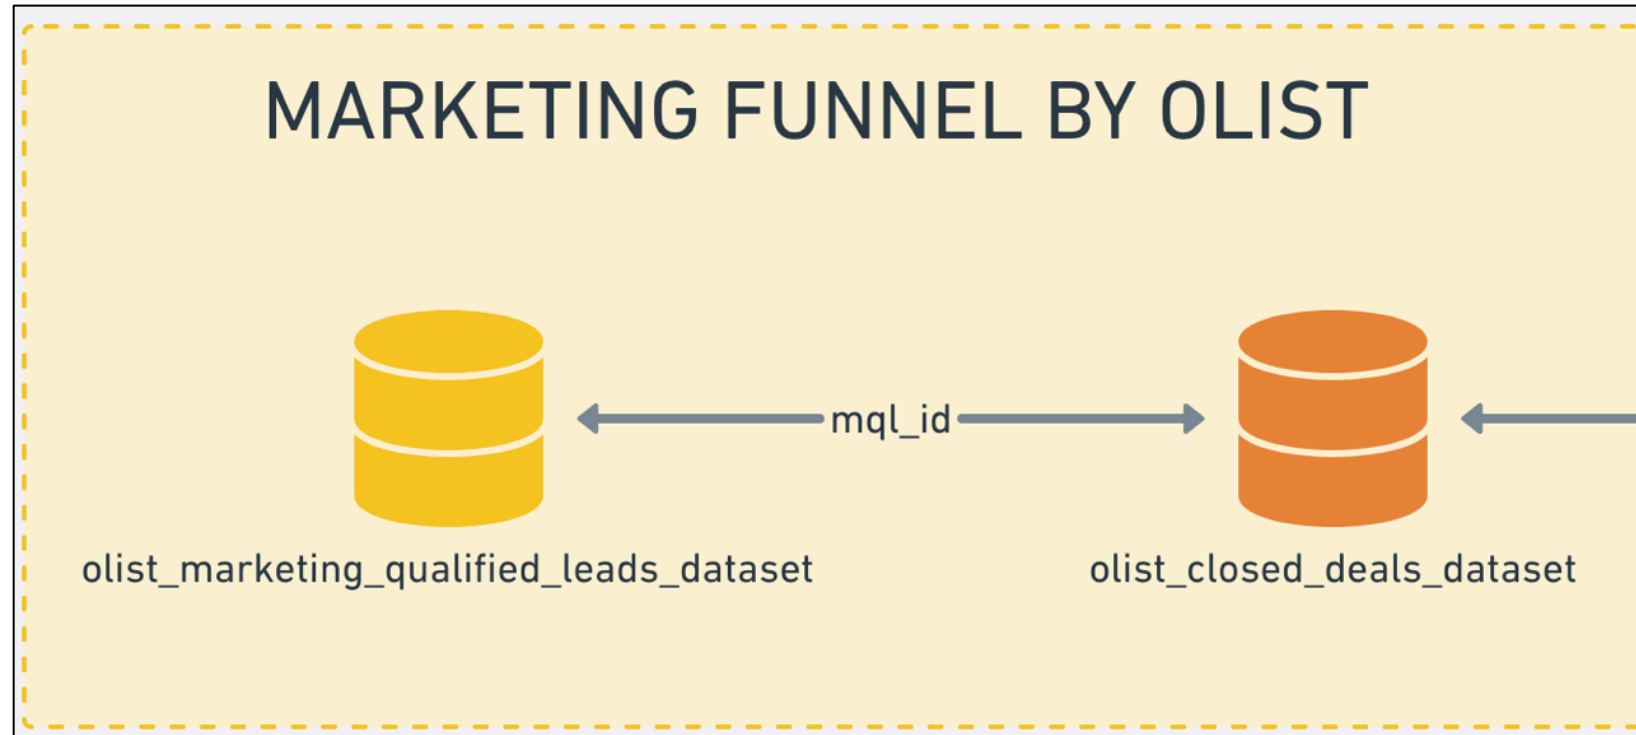 MARKETING FUNNEL BY OLIST
mql_id
olist_marketing_qualified_leads_dataset
olist_closed_deals_dataset